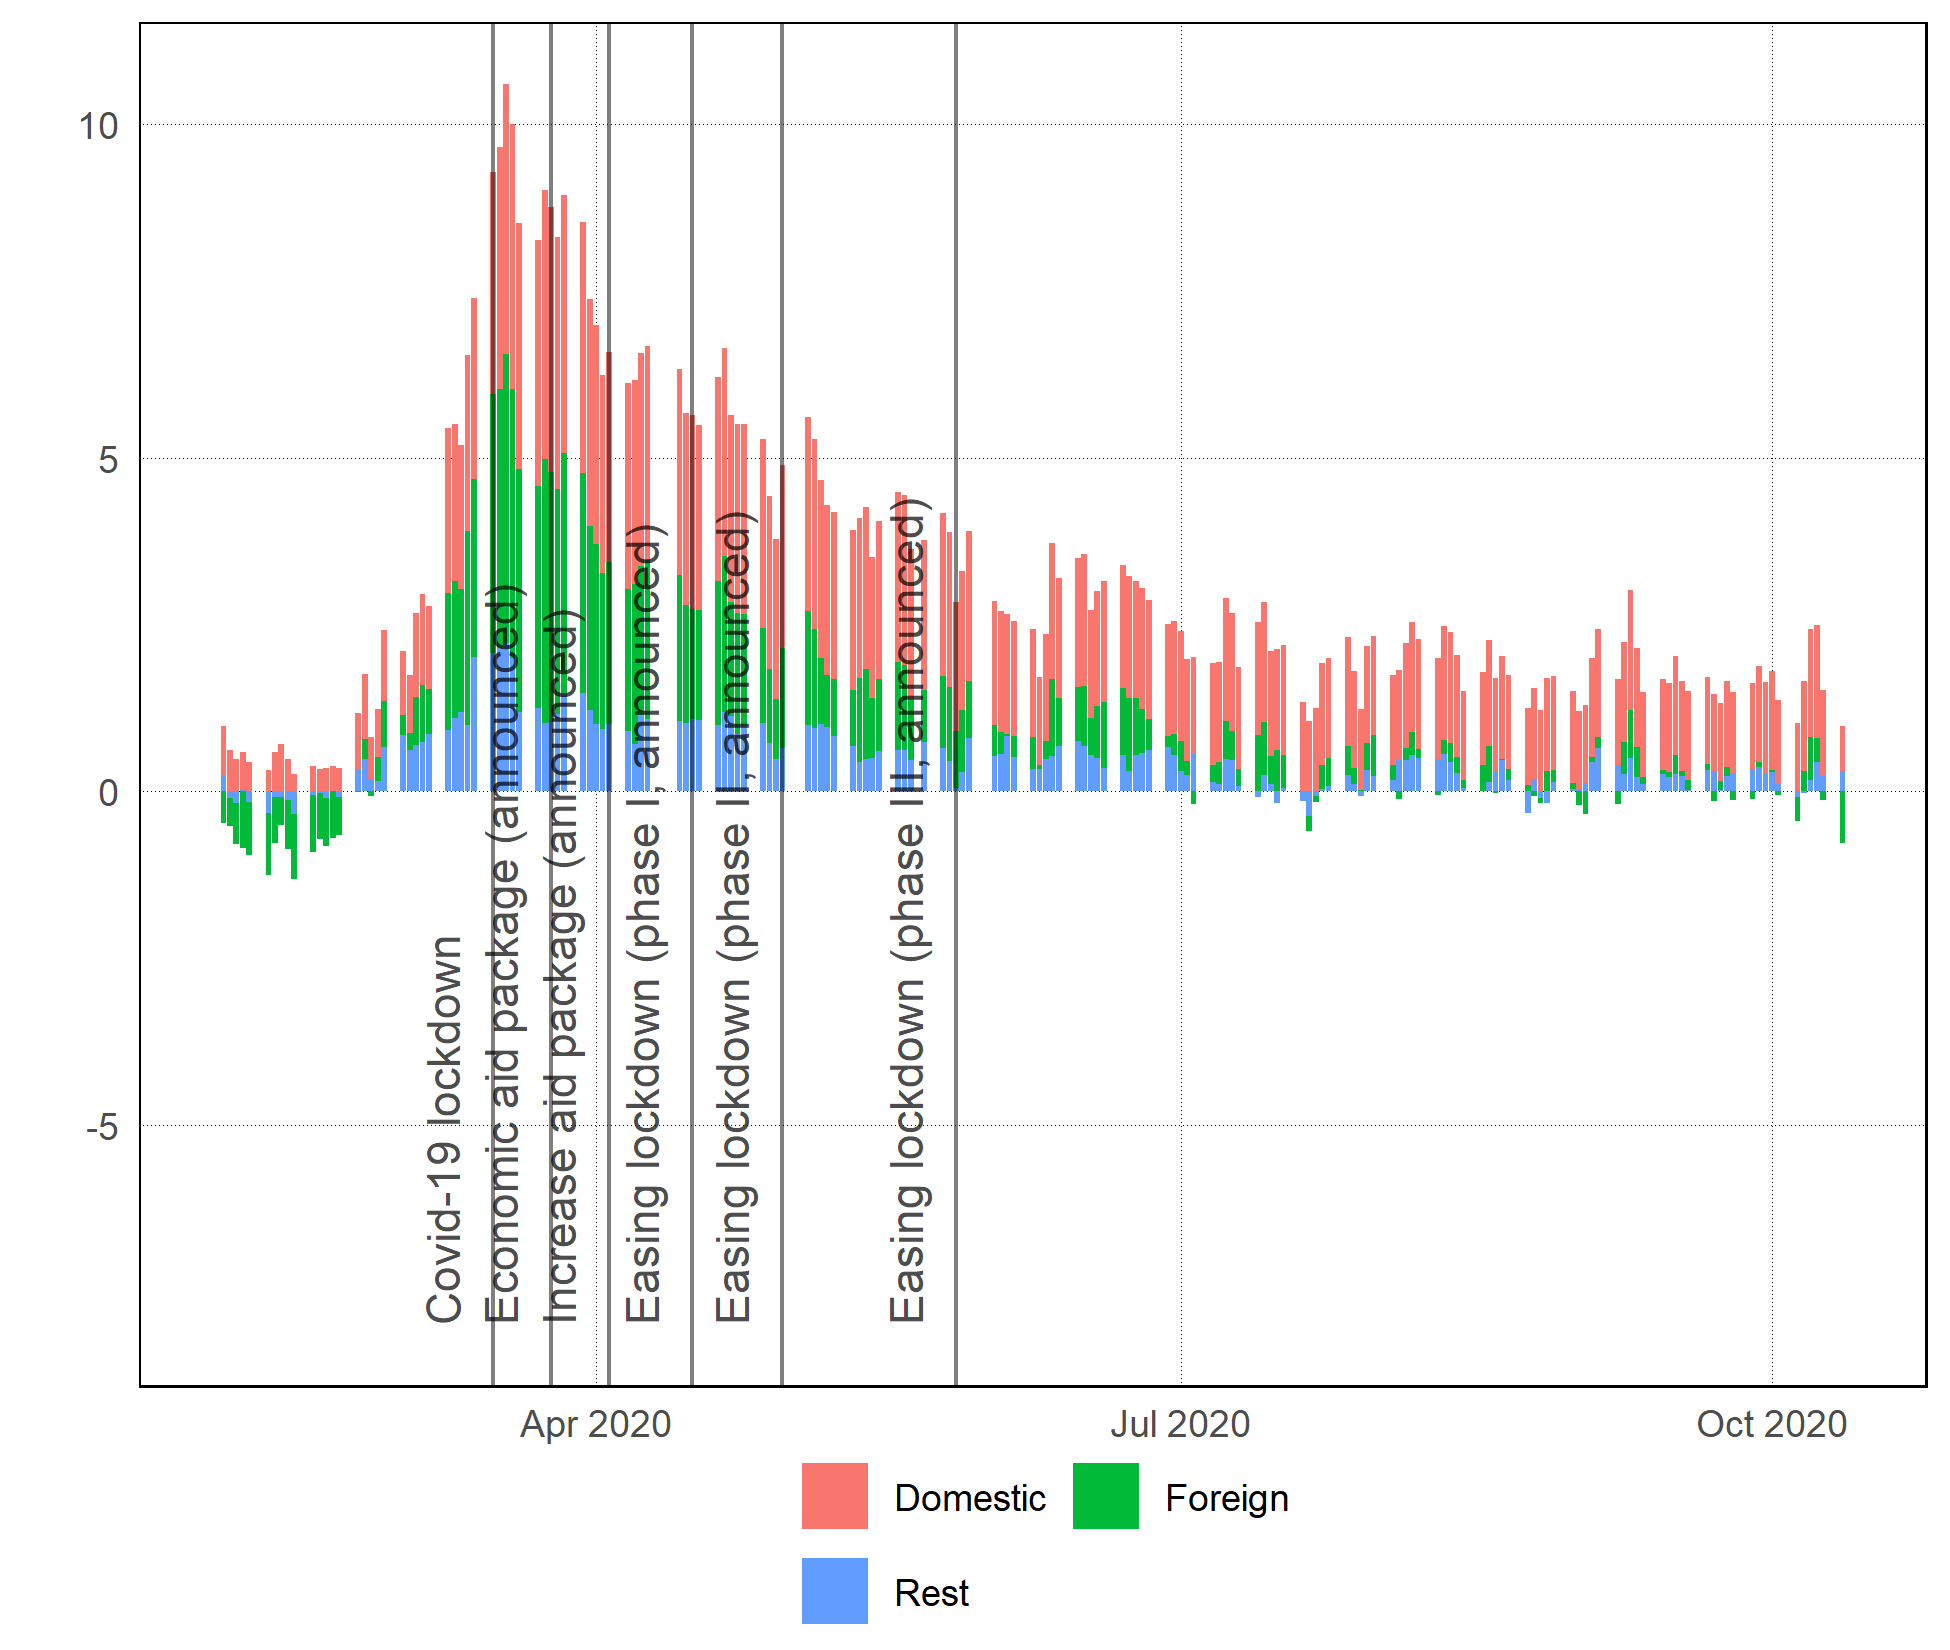 10
5
0
-5
Covid-19 lockdown
Economic aid package (announced)
Increase aid package (announced)
Easing lockdown (phase I, announced)
Easing lockdown (phase II, announced)
Easing lockdown (phase III, announced)
Apr 2020
Jul 2020
Oct 2020
Domestic
Foreign
Rest